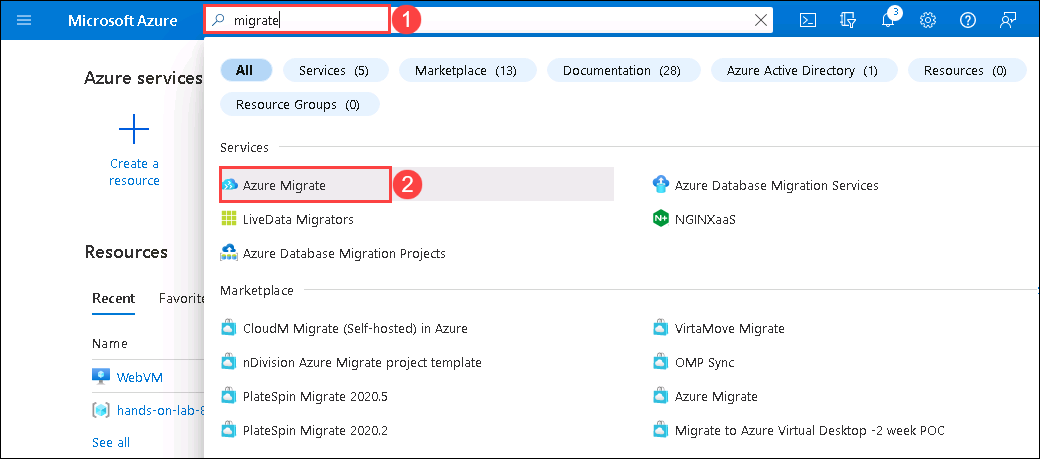 Microsoft Azure
migrate
1
3
All
Services (5)
Marketplace (13)
Documentation (28)
Azure Active Directory (1)
Resources (0)
Resource Groups (0)
Azure services
Create a
resource
Services
Azure Migrate
2
Azure Database Migration Services
LiveData Migrators
N+
NGINXaaS
Azure Database Migration Projects
Resources
Recent
Favorite
Name
WebVM
hands-on-lab-8
See all
Marketplace
CloudM Migrate (Self-hosted) in Azure
VirtaMove Migrate
nDivision Azure Migrate project template
OMP Sync
PlateSpin Migrate 2020.5
Azure Migrate
PlateSpin Migrate 2020.2
Migrate to Azure Virtual Desktop -2 week POC